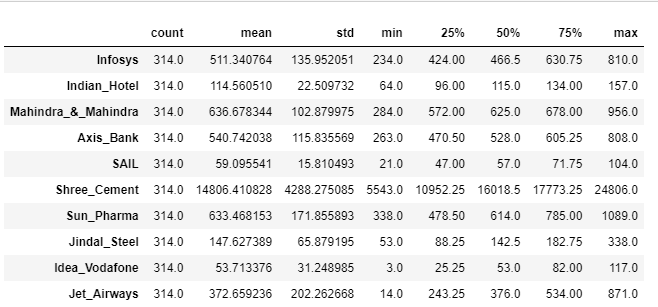 count mean std min 25% 50% 75% max
Infosys 314.0 511.340764 135.952051 234.0 424.00 466.5 630.75 810.0
Indian_Hotel 314.0 114.560510 22.509732 64.0 96.00 115.0 134.00 157.0
Mahindra_&_Mahindra 314.0 636.678344 102.879975 284.0 572.00 625.0 678.00 956.0
Axis_Bank 314.0 540.742038 115.835569 263.0 470.50 528.0 605.25 808.0
SAIL 314.0 59.095541 15.810493 21.0 47.00 57.0 71.75 104.0
Shree_Cement 314.0 14806.410828 4288.275085 5543.0 10952.25 16018.5 17773.25 24806.0
Sun_Pharma 314.0 633.468153 171.855893 338.0 478.50 614.0 785.00 1089.0
Jindal_Steel 314.0 147.627389 65.879195 53.0 88.25 142.5 182.75 338.0
Idea_Vodafone 314.0 53.713376 31.248985 3.0 25.25 53.0 82.00 117.0
Jet_Airways 314.0 372.659236 202.262668 14.0 243.25 376.0 534.00 871.0